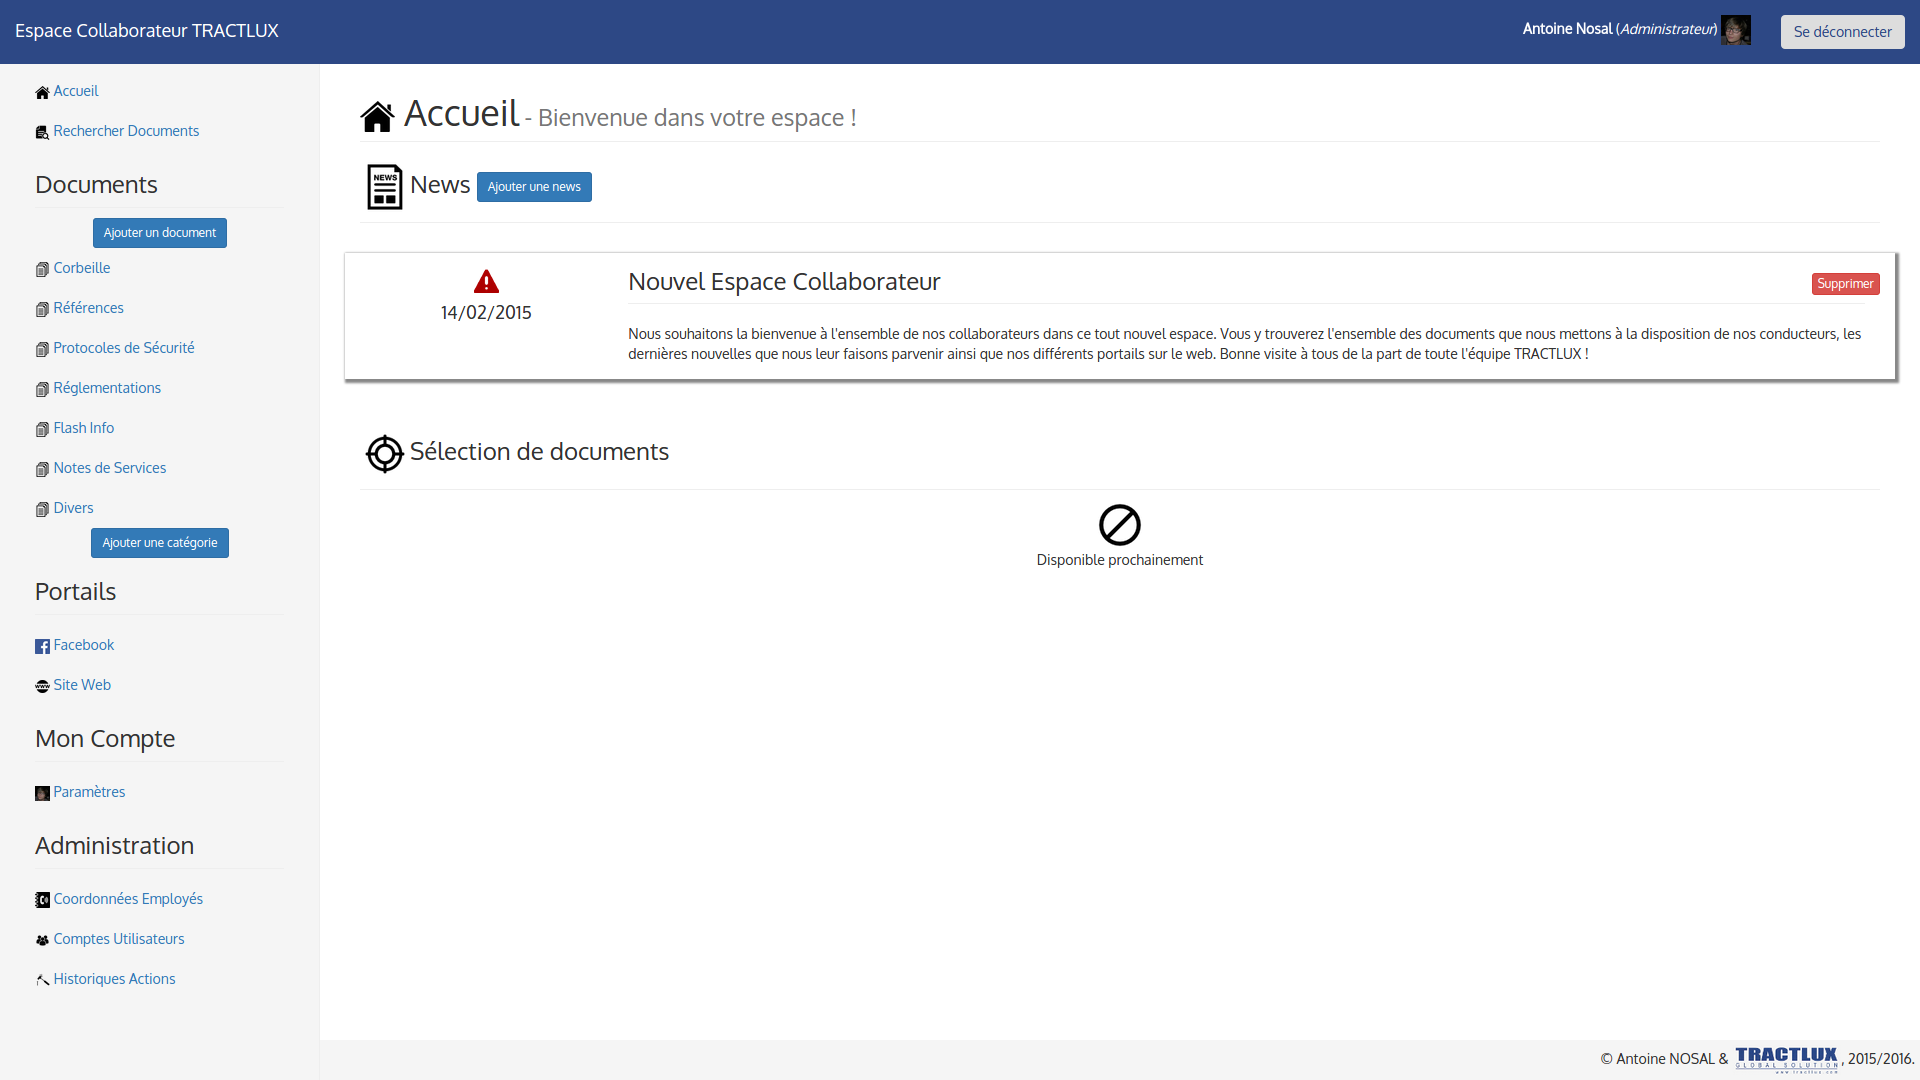 Espace Collaborateur TRACTLUX
Antoine Nosal (Administrateur)
Se déconnecter
Accueil
Rechercher Documents
Documents
Ajouter un document
Corbeille
Références
Protocoles de Sécurité
Réglementations
Flash Info
Notes de Services
Divers
Ajouter une catégorie
Portails
Facebook
Site Web
Mon Compte
Paramètres
Administration
Coordonnées Employés
Comptes Utilisateurs
Historiques Actions
Accueil - Bienvenue dans votre espace !
NEWS
News
Ajouter une news
14/02/2015
Nouvel Espace Collaborateur
Supprimer
Nous souhaitons la bienvenue à l'ensemble de nos collaborateurs dans ce tout nouvel espace. Vous y trouverez l'ensemble des documents que nous mettons à la disposition de nos conducteurs, les
dernières nouvelles que nous leur faisons parvenir ainsi que nos différents portails sur le web. Bonne visite à tous de la part de toute l'équipe TRACTLUX !
Sélection de documents
Disponible prochainement
© Antoine NOSAL & TRACTLUX, 2015/2016.
GLOBAL SOLUTION
www.tractlux.com